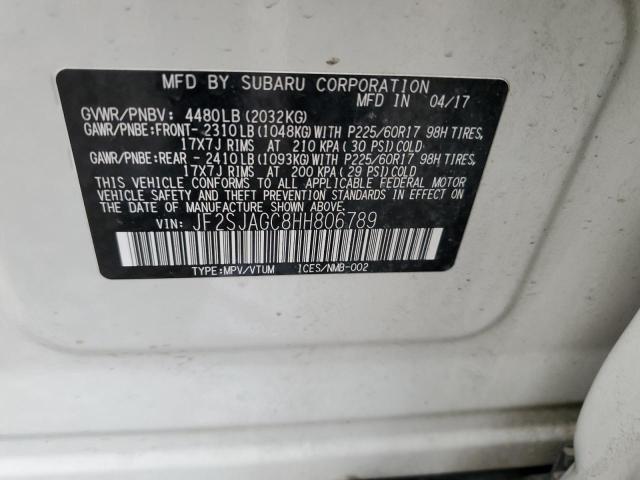 MFD BY SUBARU CORPORATION
MFD IN 04/17
GVWR/PNBV: 4480LB(2032KG)
GAWR/PNBE:FRONT- 2310LB(1048KG)WITH P225/60R17 98H TIRES,
17X7J RIMS AT 210 KPA(30 PSI)COLD
GAWR/PNBE:REAR - 2410LB(1093KG)WITH P225/60R17 98H TIRES,
17X7J RIMS AT 200 KPA(29 PSI)COLD
THIS VEHICLE CONFORMS TO ALL APPLICABLE FEDERAL MOTOR
VEHICLE SAFETY AND THEFT PREVENTION STANDARDS IN EFFECT
ON THE DATE OF MANUFACTURE SHOWN ABOVE.
VIN: JF2SJAGC8HH806789
TYPE:MPV/VTUM ICES/NMB-002